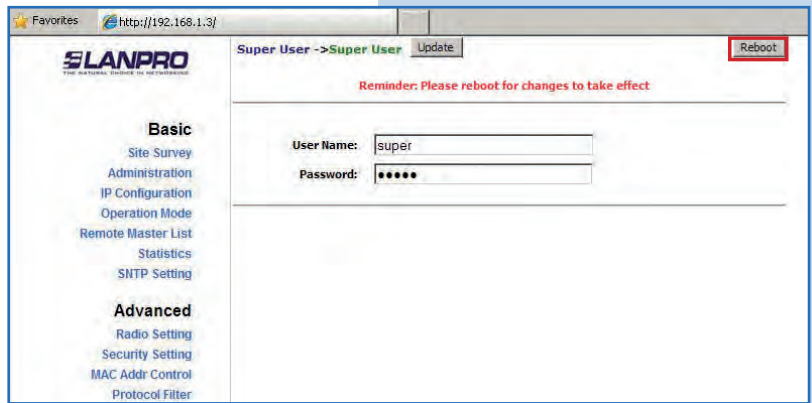 Favorites http://192.168.1.3/
LANPRO
THE NATURAL CHOICE IN NETWORKING
Super User ->Super User Update Reboot
Reminder: Please reboot for changes to take effect
User Name: super
Password: •••••
Basic
Site Survey
Administration
IP Configuration
Operation Mode
Remote Master List
Statistics
SNTP Setting
Advanced
Radio Setting
Security Setting
MAC Addr Control
Protocol Filter